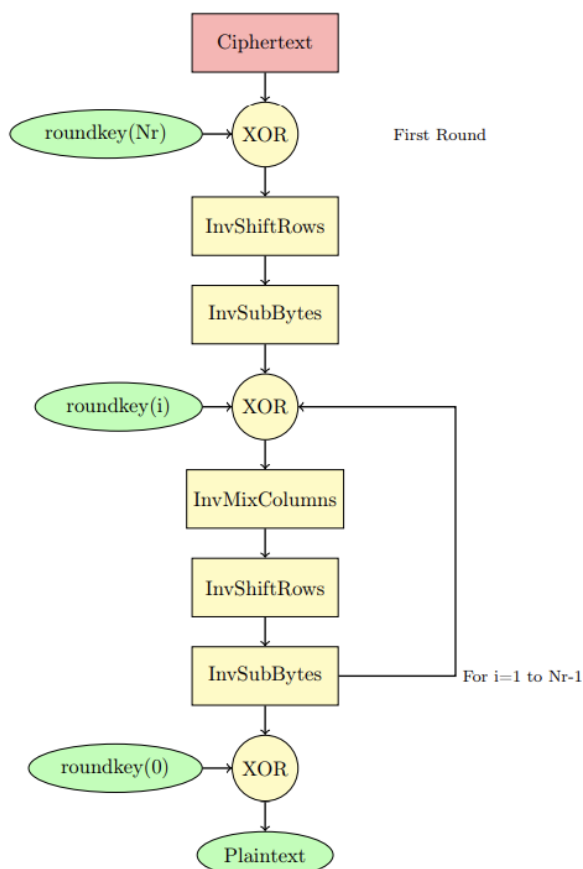 Ciphertext
roundkey(Nr)
XOR
First Round
InvShiftRows
InvSubBytes
roundkey(i)
XOR
InvMixColumns
InvShiftRows
InvSubBytes
For i=1 to Nr-1
roundkey(0)
XOR
Plaintext